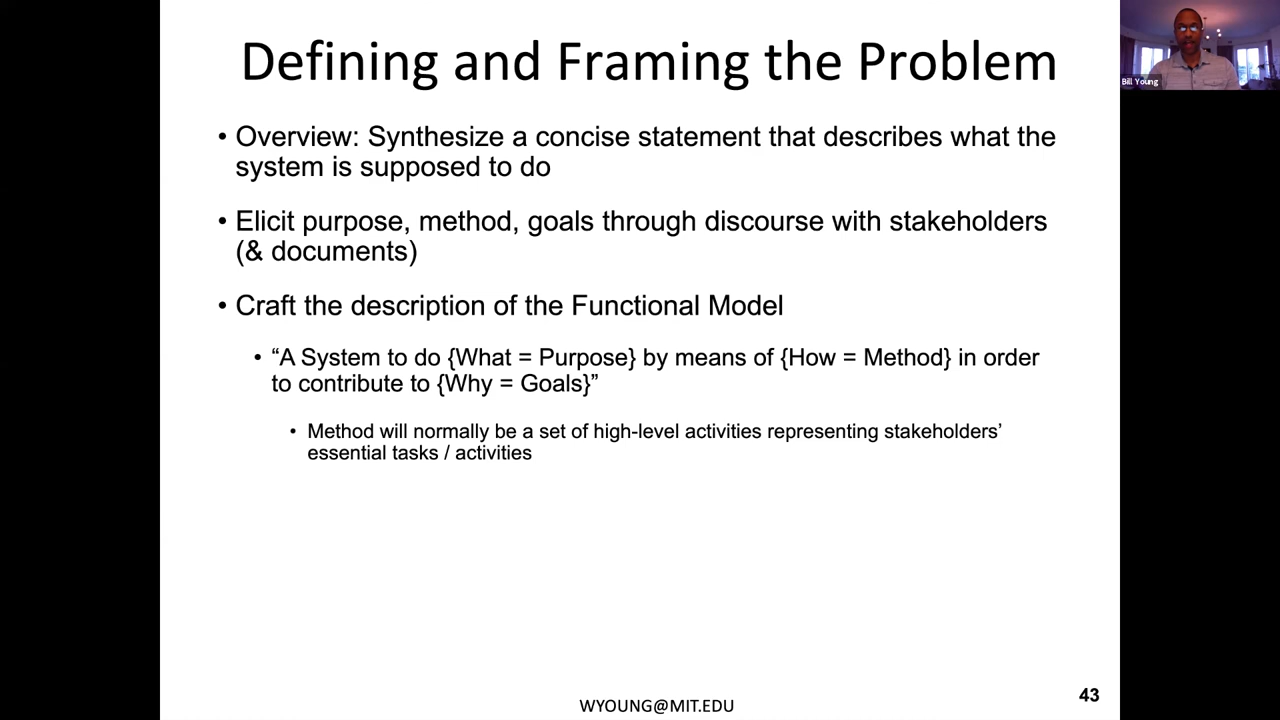 Defining and Framing the Problem
• Overview: Synthesize a concise statement that describes what the
system is supposed to do
• Elicit purpose, method, goals through discourse with stakeholders
(& documents)
• Craft the description of the Functional Model
• “A System to do {What = Purpose} by means of {How = Method} in order
to contribute to {Why = Goals}”
• Method will normally be a set of high-level activities representing stakeholders’
essential tasks / activities
WYOUNG@MIT.EDU
43
Bill Young